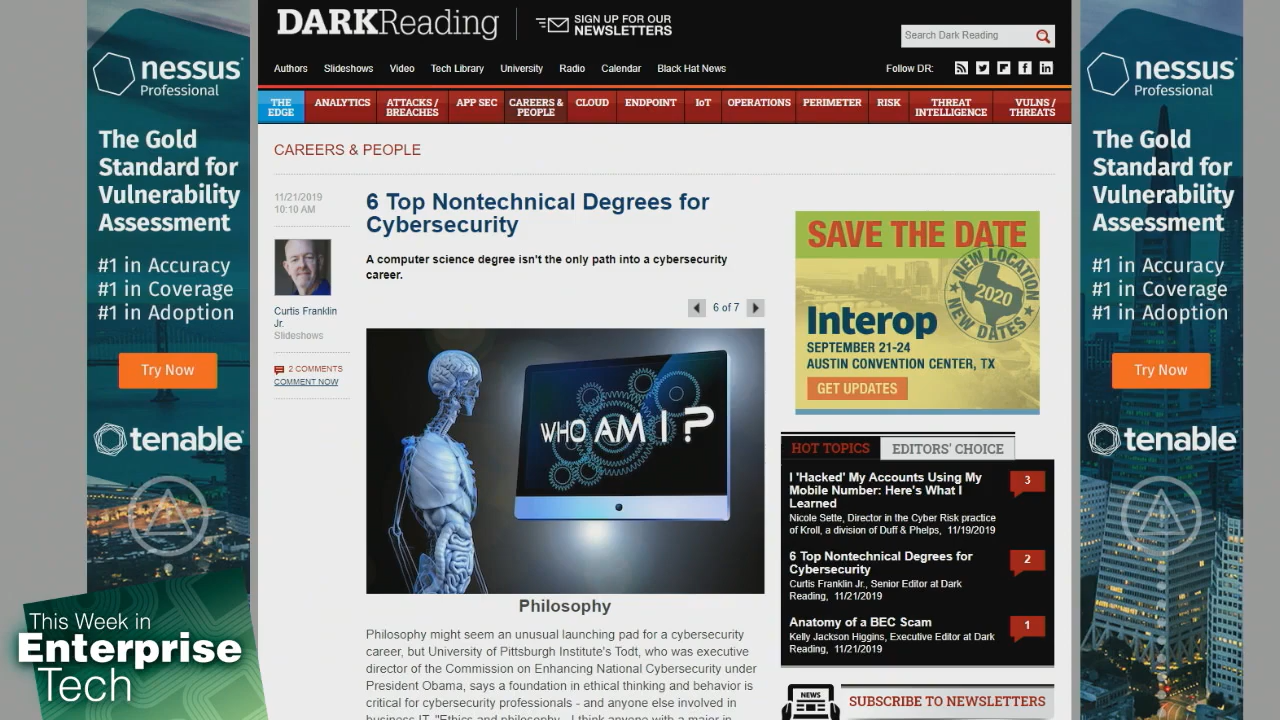 nessus
Professional
The Gold
Standard for
Vulnerability
Assessment
#1 in Accuracy
#1 in Coverage
#1 in Adoption
Try Now
tenable
This Week in
Enterprise
Tech
DARKReading
SIGN UP FOR OUR
NEWSLETTERS
Search Dark Reading
Authors Slideshows Video Tech Library University Radio Calendar Black Hat News
Follow DR:
THE EDGE
ANALYTICS
ATTACKS / BREACHES
APP SEC
CAREERS & PEOPLE
CLOUD
ENDPOINT
IoT
OPERATIONS
PERIMETER
RISK
THREAT INTELLIGENCE
VULNS / THREATS
CAREERS & PEOPLE
11/21/2019
10:10 AM
Curtis Franklin
Jr.
Slideshows
2 COMMENTS
COMMENT NOW
6 Top Nontechnical Degrees for
Cybersecurity
A computer science degree isn't the only path into a cybersecurity
career.
6 of 7
WHO AM I ?
Philosophy
Philosophy might seem an unusual launching pad for a cybersecurity
career, but University of Pittsburgh Institute's Todt, who was executive
director of the Commission on Enhancing National Cybersecurity under
President Obama, says a foundation in ethical thinking and behavior is
critical for cybersecurity professionals - and anyone else involved in
business IT. "Ethics and philosophy - I think anyone with a major in
SAVE THE DATE
NEW LOCATION
2020
NEW DATES
Interop
SEPTEMBER 21-24
AUSTIN CONVENTION CENTER, TX
GET UPDATES
HOT TOPICS
EDITORS' CHOICE
I 'Hacked' My Accounts Using My
Mobile Number: Here's What I
Learned
3
Nicole Sette, Director in the Cyber Risk practice
of Kroll, a division of Duff & Phelps, 11/19/2019
6 Top Nontechnical Degrees for
Cybersecurity
2
Curtis Franklin Jr., Senior Editor at Dark
Reading, 11/21/2019
Anatomy of a BEC Scam
1
Kelly Jackson Higgins, Executive Editor at Dark
Reading, 11/21/2019
NEWS
SUBSCRIBE TO NEWSLETTERS
nessus
Professional
The Gold
Standard for
Vulnerability
Assessment
#1 in Accuracy
#1 in Coverage
#1 in Adoption
Try Now
tenable